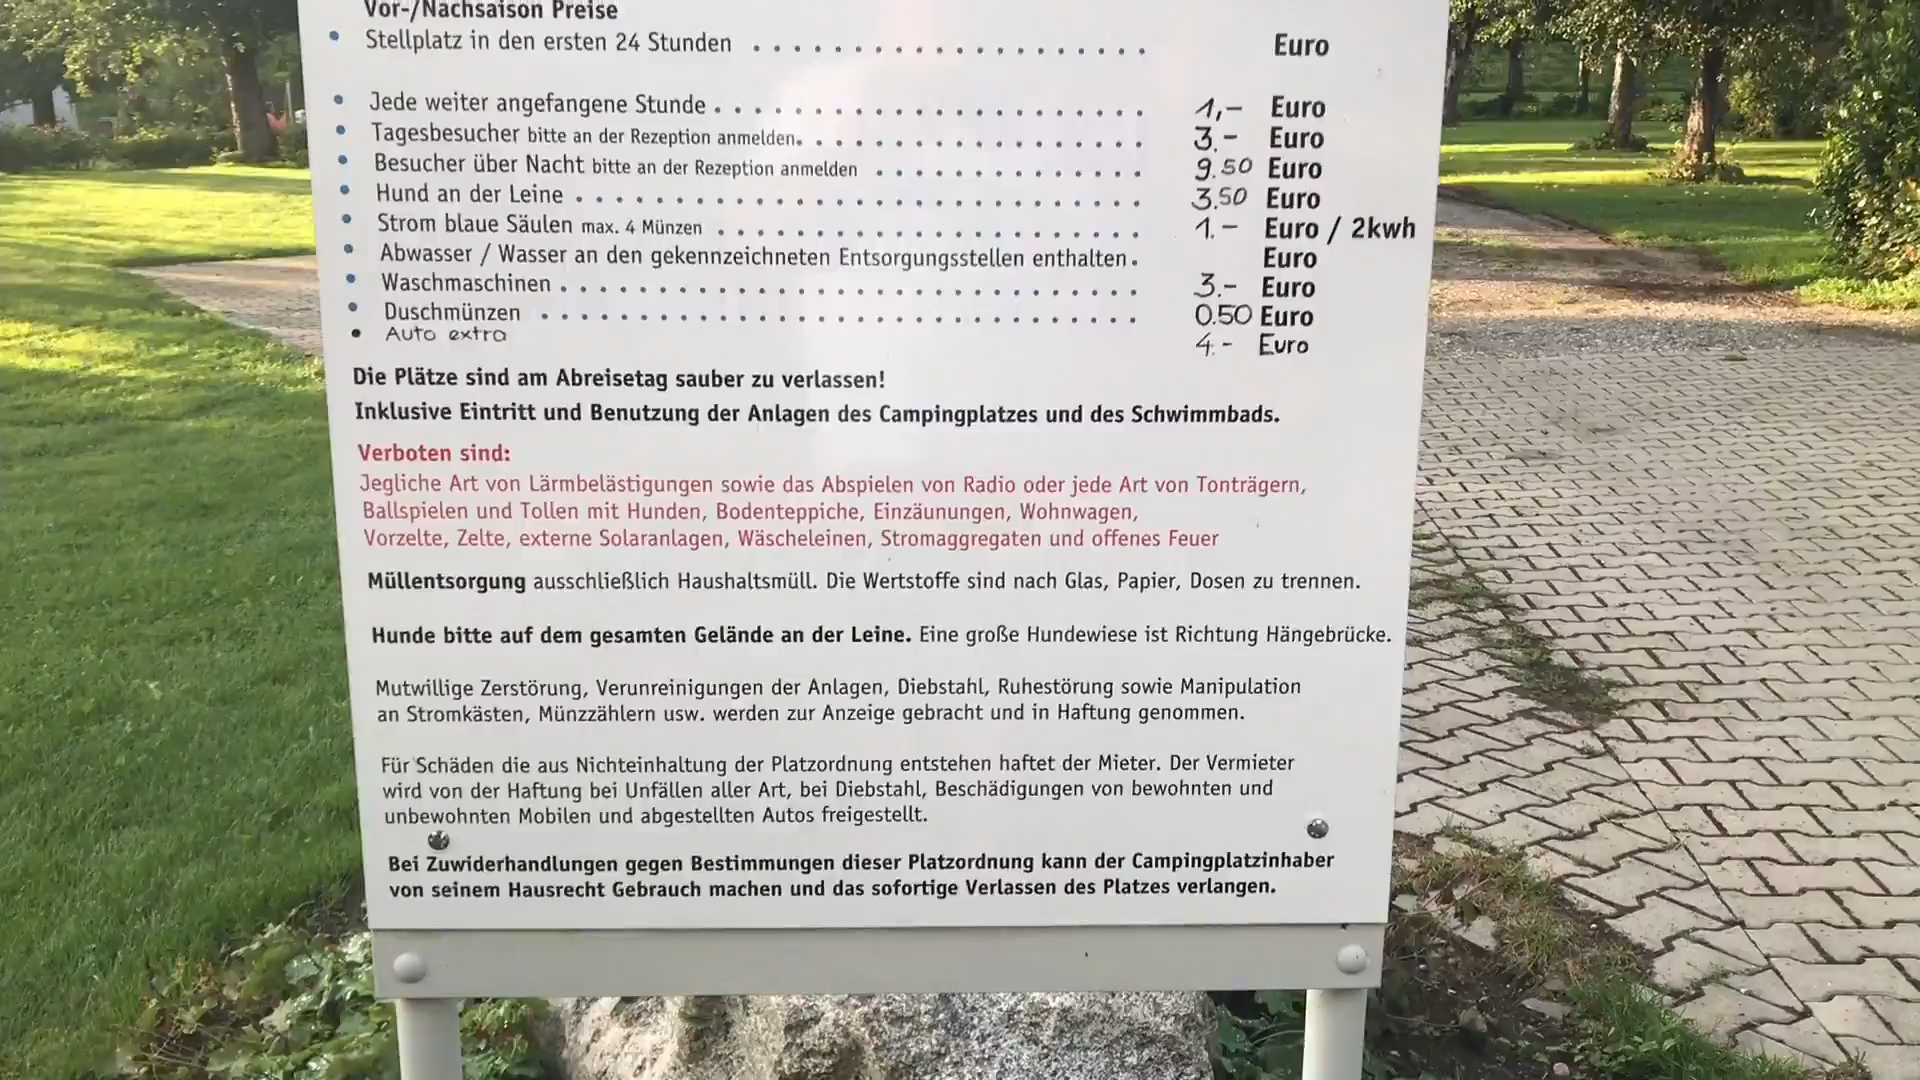 Vor-/Nachsaison Preise
• Stellplatz in den ersten 24 Stunden . . . . . . . . . . . . . . . . . . Euro
• Jede weiter angefangene Stunde . . . . . . . . . . . . . . . . . . . . 1,- Euro
• Tagesbesucher bitte an der Rezeption anmelden. . . . . . . . . . . . . . . 3.- Euro
• Besucher über Nacht bitte an der Rezeption anmelden . . . . . . . . . . . 9.50 Euro
• Hund an der Leine . . . . . . . . . . . . . . . . . . . . . . . . . . 3.50 Euro
• Strom blaue Säulen max. 4 Münzen . . . . . . . . . . . . . . . . . . . 1.- Euro / 2kwh
• Abwasser / Wasser an den gekennzeichneten Entsorgungsstellen enthalten. Euro
• Waschmaschinen . . . . . . . . . . . . . . . . . . . . . . . . . . . 3.- Euro
• Duschmünzen . . . . . . . . . . . . . . . . . . . . . . . . . . . . 0.50 Euro
• Auto extra 4.- Euro
Die Plätze sind am Abreisetag sauber zu verlassen!
Inklusive Eintritt und Benutzung der Anlagen des Campingplatzes und des Schwimmbads.
Verboten sind:
Jegliche Art von Lärmbelästigungen sowie das Abspielen von Radio oder jede Art von Tonträgern,
Ballspielen und Tollen mit Hunden, Bodenteppiche, Einzäunungen, Wohnwagen,
Vorzelte, Zelte, externe Solaranlagen, Wäscheleinen, Stromaggregaten und offenes Feuer
Müllentsorgung ausschließlich Haushaltsmüll. Die Wertstoffe sind nach Glas, Papier, Dosen zu trennen.
Hunde bitte auf dem gesamten Gelände an der Leine. Eine große Hundewiese ist Richtung Hängebrücke.
Mutwillige Zerstörung, Verunreinigungen der Anlagen, Diebstahl, Ruhestörung sowie Manipulation
an Stromkästen, Münzzählern usw. werden zur Anzeige gebracht und in Haftung genommen.
Für Schäden die aus Nichteinhaltung der Platzordnung entstehen haftet der Mieter. Der Vermieter
wird von der Haftung bei Unfällen aller Art, bei Diebstahl, Beschädigungen von bewohnten und
unbewohnten Mobilen und abgestellten Autos freigestellt.
Bei Zuwiderhandlungen gegen Bestimmungen dieser Platzordnung kann der Campingplatzinhaber
von seinem Hausrecht Gebrauch machen und das sofortige Verlassen des Platzes verlangen.